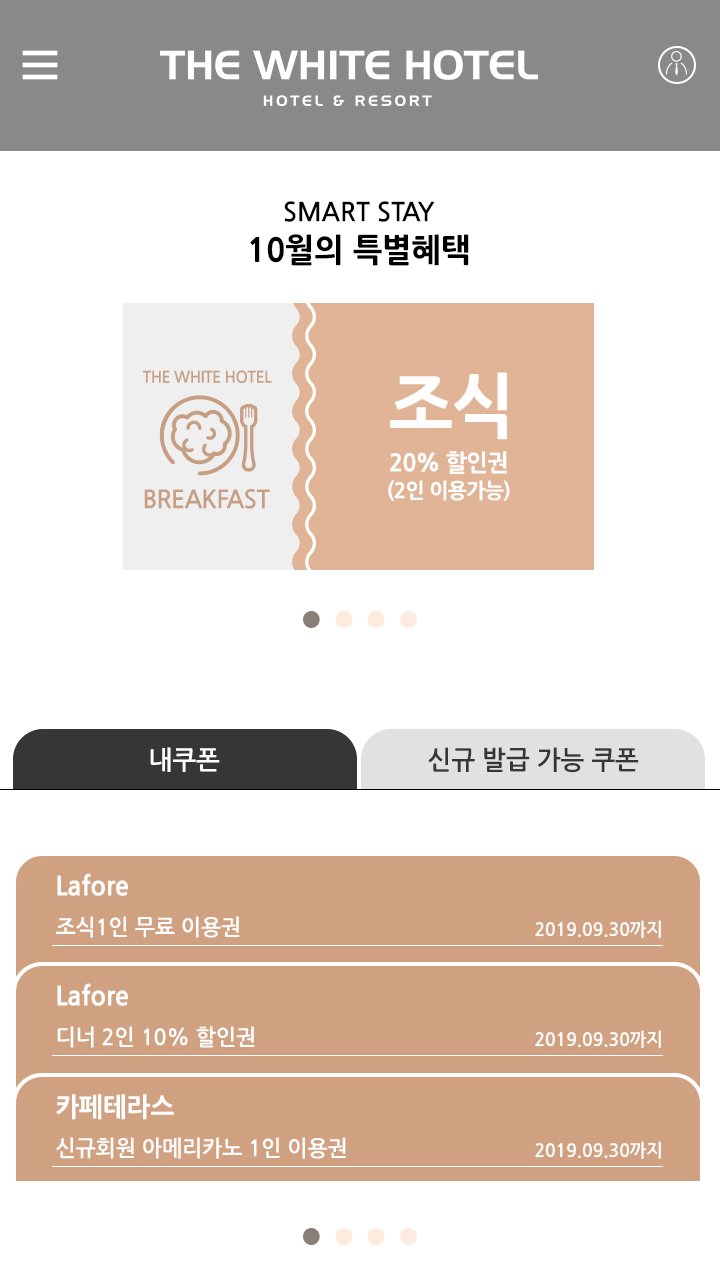 THE WHITE HOTEL
HOTEL & RESORT
SMART STAY
10월의 특별혜택
THE WHITE HOTEL
BREAKFAST
조식
20% 할인권
(2인 이용가능)
내쿠폰
신규 발급 가능 쿠폰
Lafore
조식1인 무료 이용권
2019.09.30까지
Lafore
디너 2인 10% 할인권
2019.09.30까지
카페테라스
신규회원 아메리카노 1인 이용권
2019.09.30까지